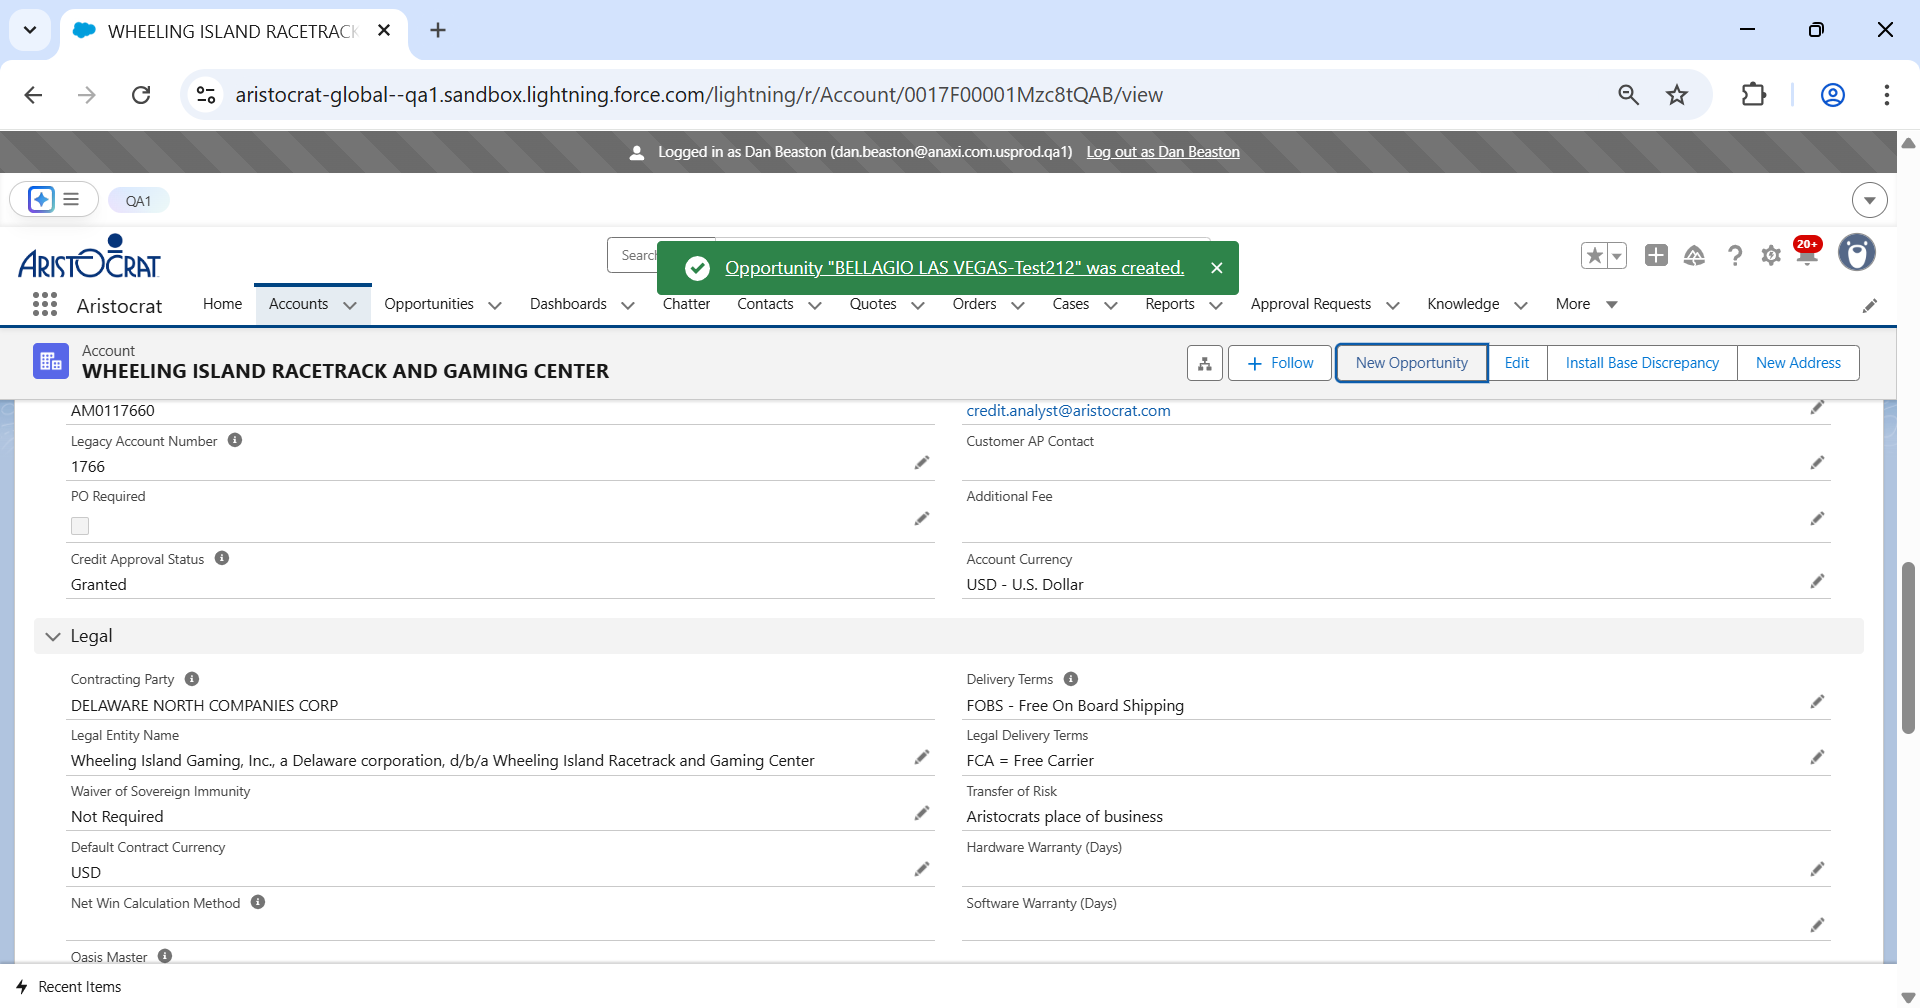 WHEELING ISLAND RACETRACK
aristocrat-global--qa1.sandbox.lightning.force.com/lightning/r/Account/0017F00001Mzc8tQAB/view
Logged in as Dan Beaston (dan.beaston@anaxi.com.usprod.qa1) Log out as Dan Beaston
QA1
ARISTOCRAT
Search
Opportunity "BELLAGIO LAS VEGAS-Test212" was created.
20+
Aristocrat
Home
Accounts
Opportunities
Dashboards
Chatter
Contacts
Quotes
Orders
Cases
Reports
Approval Requests
Knowledge
More
Account
WHEELING ISLAND RACETRACK AND GAMING CENTER
Follow
New Opportunity
Edit
Install Base Discrepancy
New Address
AM0117660
credit.analyst@aristocrat.com
Legacy Account Number
1766
Customer AP Contact
PO Required
Additional Fee
Credit Approval Status
Granted
Account Currency
USD - U.S. Dollar
Legal
Contracting Party
DELAWARE NORTH COMPANIES CORP
Delivery Terms
FOBS - Free On Board Shipping
Legal Entity Name
Wheeling Island Gaming, Inc., a Delaware corporation, d/b/a Wheeling Island Racetrack and Gaming Center
Legal Delivery Terms
FCA = Free Carrier
Waiver of Sovereign Immunity
Not Required
Transfer of Risk
Aristocrats place of business
Default Contract Currency
USD
Hardware Warranty (Days)
Net Win Calculation Method
Software Warranty (Days)
Oasis Master
Recent Items